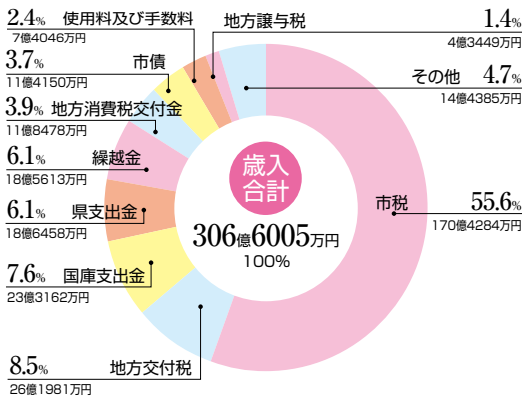 2.4% 使用料及び手数料
7億4046万円
地方譲与税 1.4%
4億3449万円
3.7% 市債
11億4150万円
その他 4.7%
14億4385万円
3.9% 地方消費税交付金
11億8478万円
6.1% 繰越金
18億5613万円
6.1% 県支出金
18億6458万円
7.6% 国庫支出金
23億3162万円
8.5% 地方交付税
26億1981万円
市税 55.6%
170億4284万円
歳入
合計
306億6005万円
100%